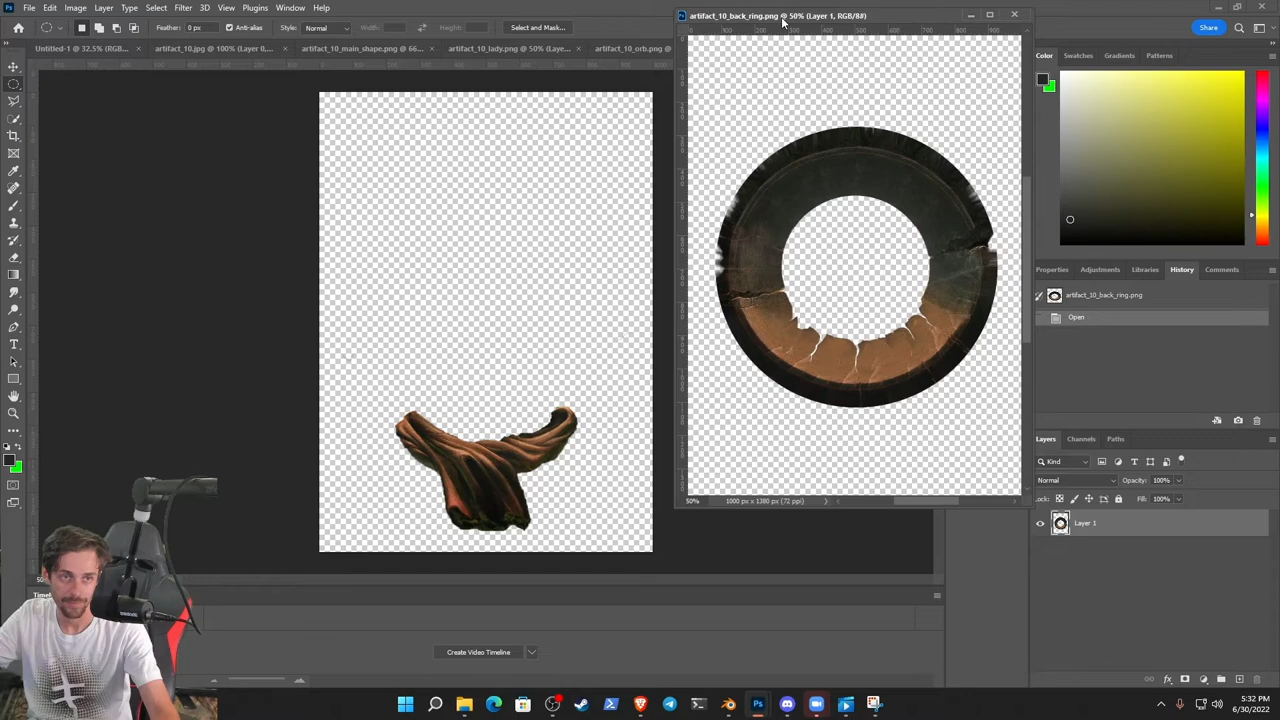 File Edit Image Layer Type Select Filter 3D View Plugins Window Help
Feather: 0 px Anti-alias Style: Normal Width: Height: Select and Mask...
Share
Untitled-1 @ 32.5% (RGB... artifact_10.jpg @ 100% (Layer 0,... artifact_10_main_shape.png @ 66... artifact_10_lady.png @ 50% (Laye... artifact_10_orb.png @
artifact_10_back_ring.png @ 50% (Layer 1, RGB/8#)
50% 1000 px x 1380 px (72 ppi)
Color Swatches Gradients Patterns
Properties Adjustments Libraries History Comments
artifact_10_back_ring.png
Open
Layers Channels Paths
Kind
Normal Opacity: 100%
Lock: Fill: 100%
Layer 1
Create Video Timeline
5:32 PM
6/30/2022